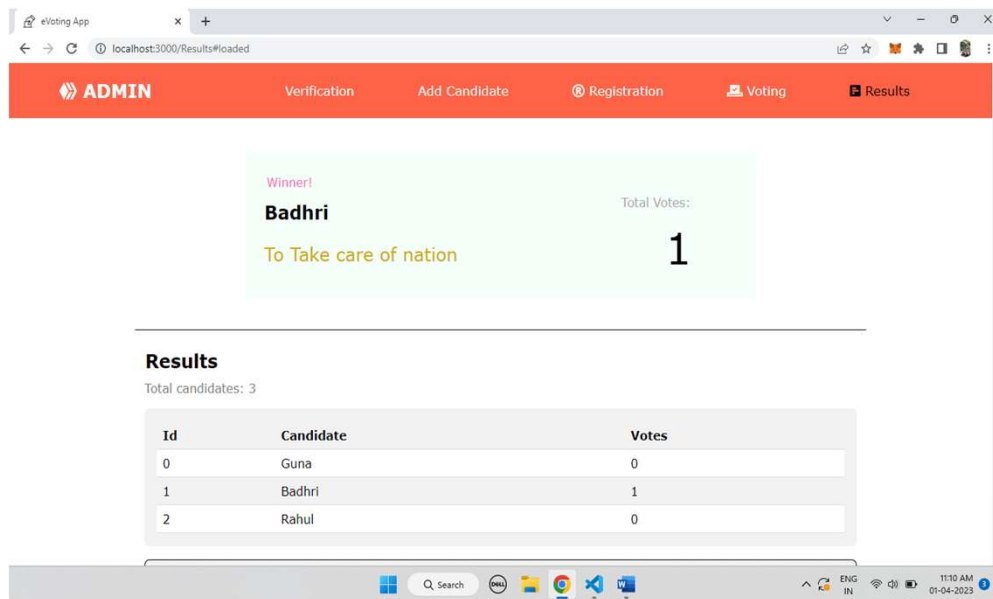 eVoting App
localhost:3000/Results#loaded
ADMIN Verification Add Candidate ® Registration Voting Results
Winner!
Badhri
To Take care of nation
Total Votes:
1
Results
Total candidates: 3
Id Candidate Votes
0 Guna 0
1 Badhri 1
2 Rahul 0
Search DELL ENG 11:10 AM
IN 01-04-2023 3